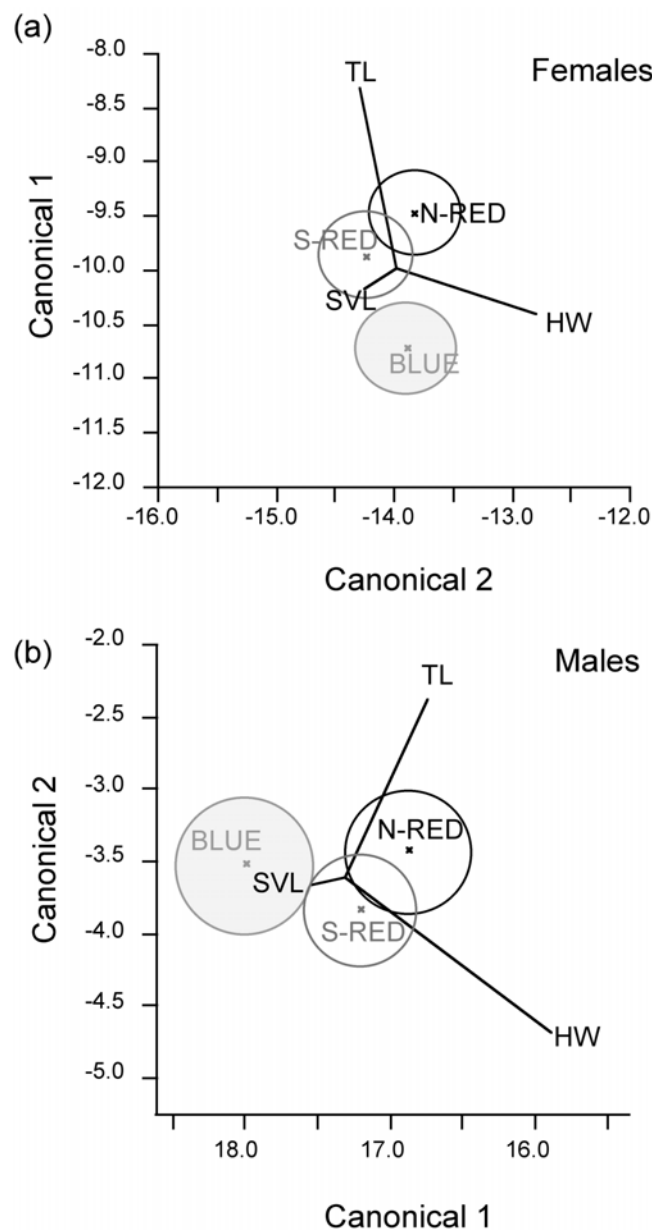 (a)
Females
-8.0
-8.5
-9.0
-9.5
-10.0
-10.5
-11.0
-11.5
-12.0
Canonical 1
TL
N-RED
S-RED
SVL
HW
BLUE
-16.0 -15.0 -14.0 -13.0 -12.0
Canonical 2
(b)
Males
-2.0
-2.5
-3.0
-3.5
-4.0
-4.5
-5.0
Canonical 2
TL
N-RED
BLUE
SVL
S-RED
HW
18.0 17.0 16.0
Canonical 1